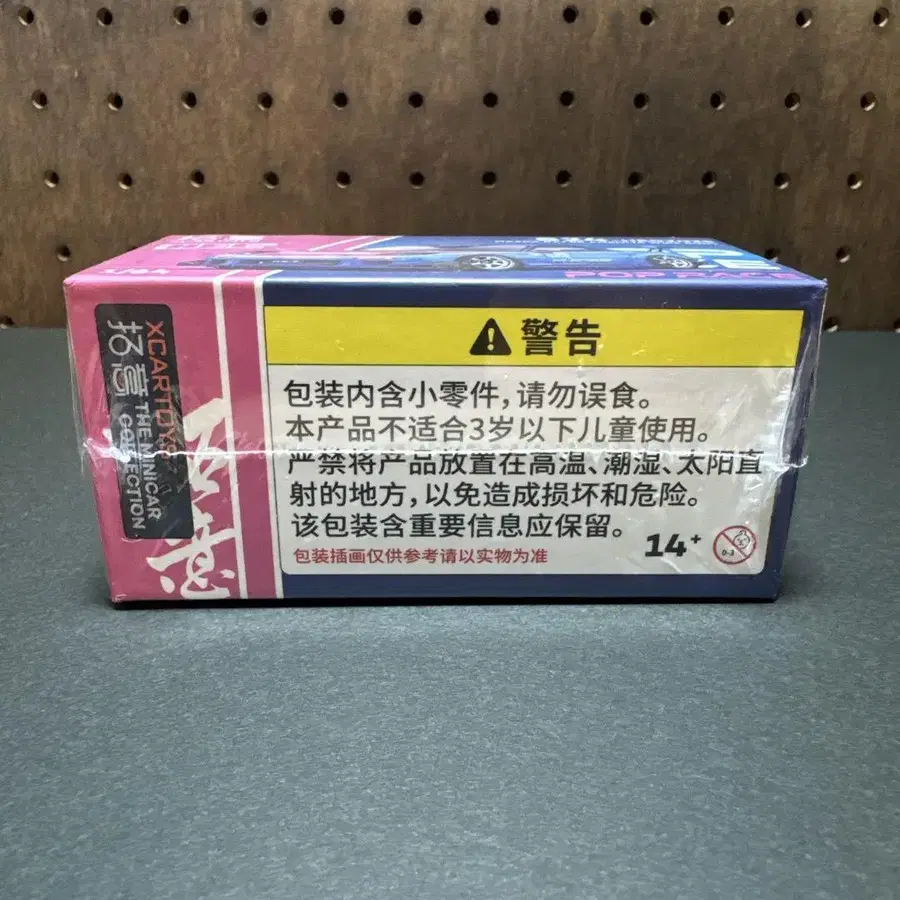 POP RACE
XCARTOYS
拓意 THE MINICAR
COLLECTION
拓意
警告
包装内含小零件,请勿误食。
本产品不适合3岁以下儿童使用。
严禁将产品放置在高温、潮湿、太阳直
射的地方,以免造成损坏和危险。
该包装含重要信息应保留。
14+
0-3
包装插画仅供参考请以实物为准